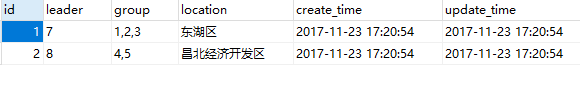 id leader group location create_time update_time
1 7 1,2,3 东湖区 2017-11-23 17:20:54 2017-11-23 17:20:54
2 8 4,5 昌北经济开发区 2017-11-23 17:20:54 2017-11-23 17:20:54